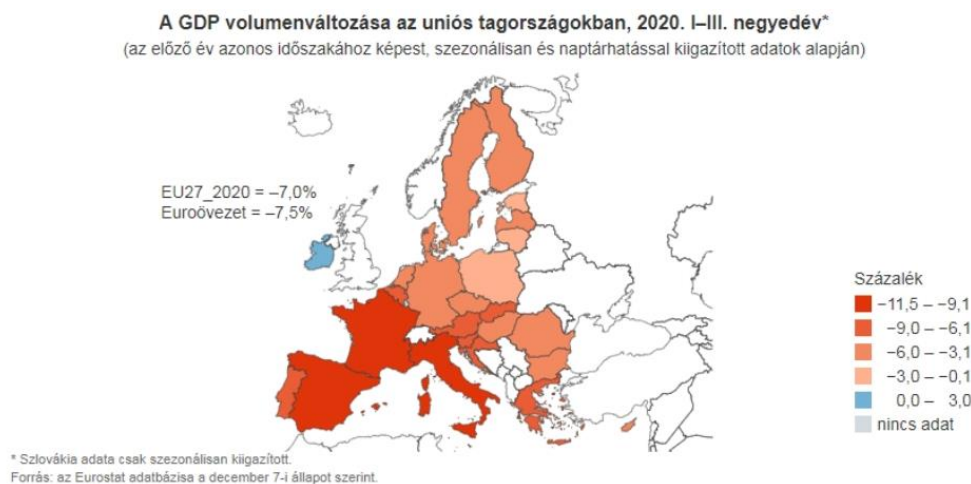 A GDP volumenváltozása az uniós tagországokban, 2020. I–III. negyedév*
(az előző év azonos időszakához képest, szezonálisan és naptárhatással kiigazított adatok alapján)
EU27_2020 = –7,0%
Euroövezet = –7,5%
Százalék
–11,5 – –9,1
–9,0 – –6,1
–6,0 – –3,1
–3,0 – –0,1
0,0 – 3,0
nincs adat
* Szlovákia adata csak szezonálisan kiigazított.
Forrás: az Eurostat adatbázisa a december 7-i állapot szerint.